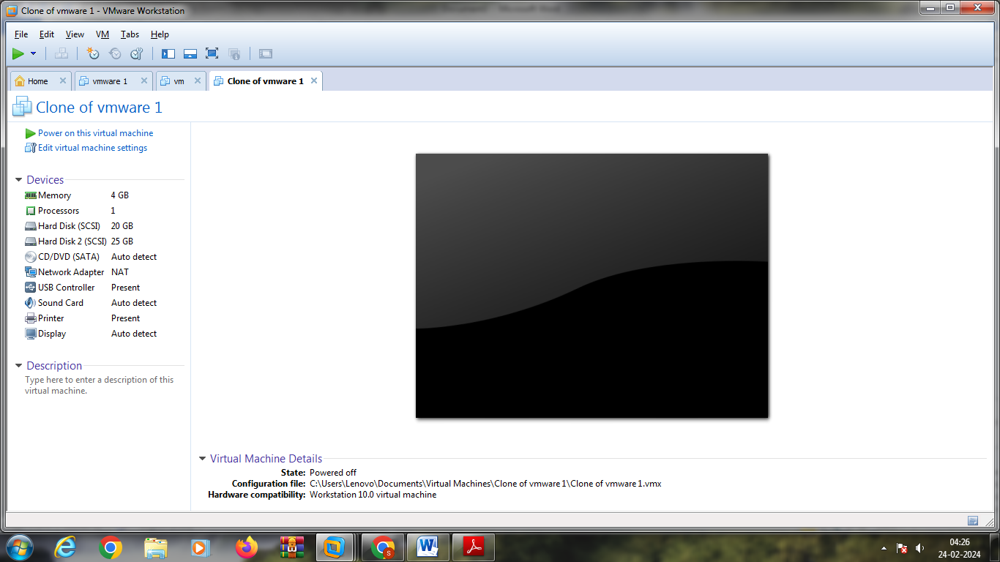 Clone of vmware 1 - VMware Workstation
File Edit View VM Tabs Help
Home vmware 1 vm Clone of vmware 1
Clone of vmware 1
Power on this virtual machine
Edit virtual machine settings
Devices
Memory 4 GB
Processors 1
Hard Disk (SCSI) 20 GB
Hard Disk 2 (SCSI) 25 GB
CD/DVD (SATA) Auto detect
Network Adapter NAT
USB Controller Present
Sound Card Auto detect
Printer Present
Display Auto detect
Description
Type here to enter a description of this
virtual machine.
Virtual Machine Details
State: Powered off
Configuration file: C:\Users\Lenovo\Documents\Virtual Machines\Clone of vmware 1\Clone of vmware 1.vmx
Hardware compatibility: Workstation 10.0 virtual machine
04:26
24-02-2024